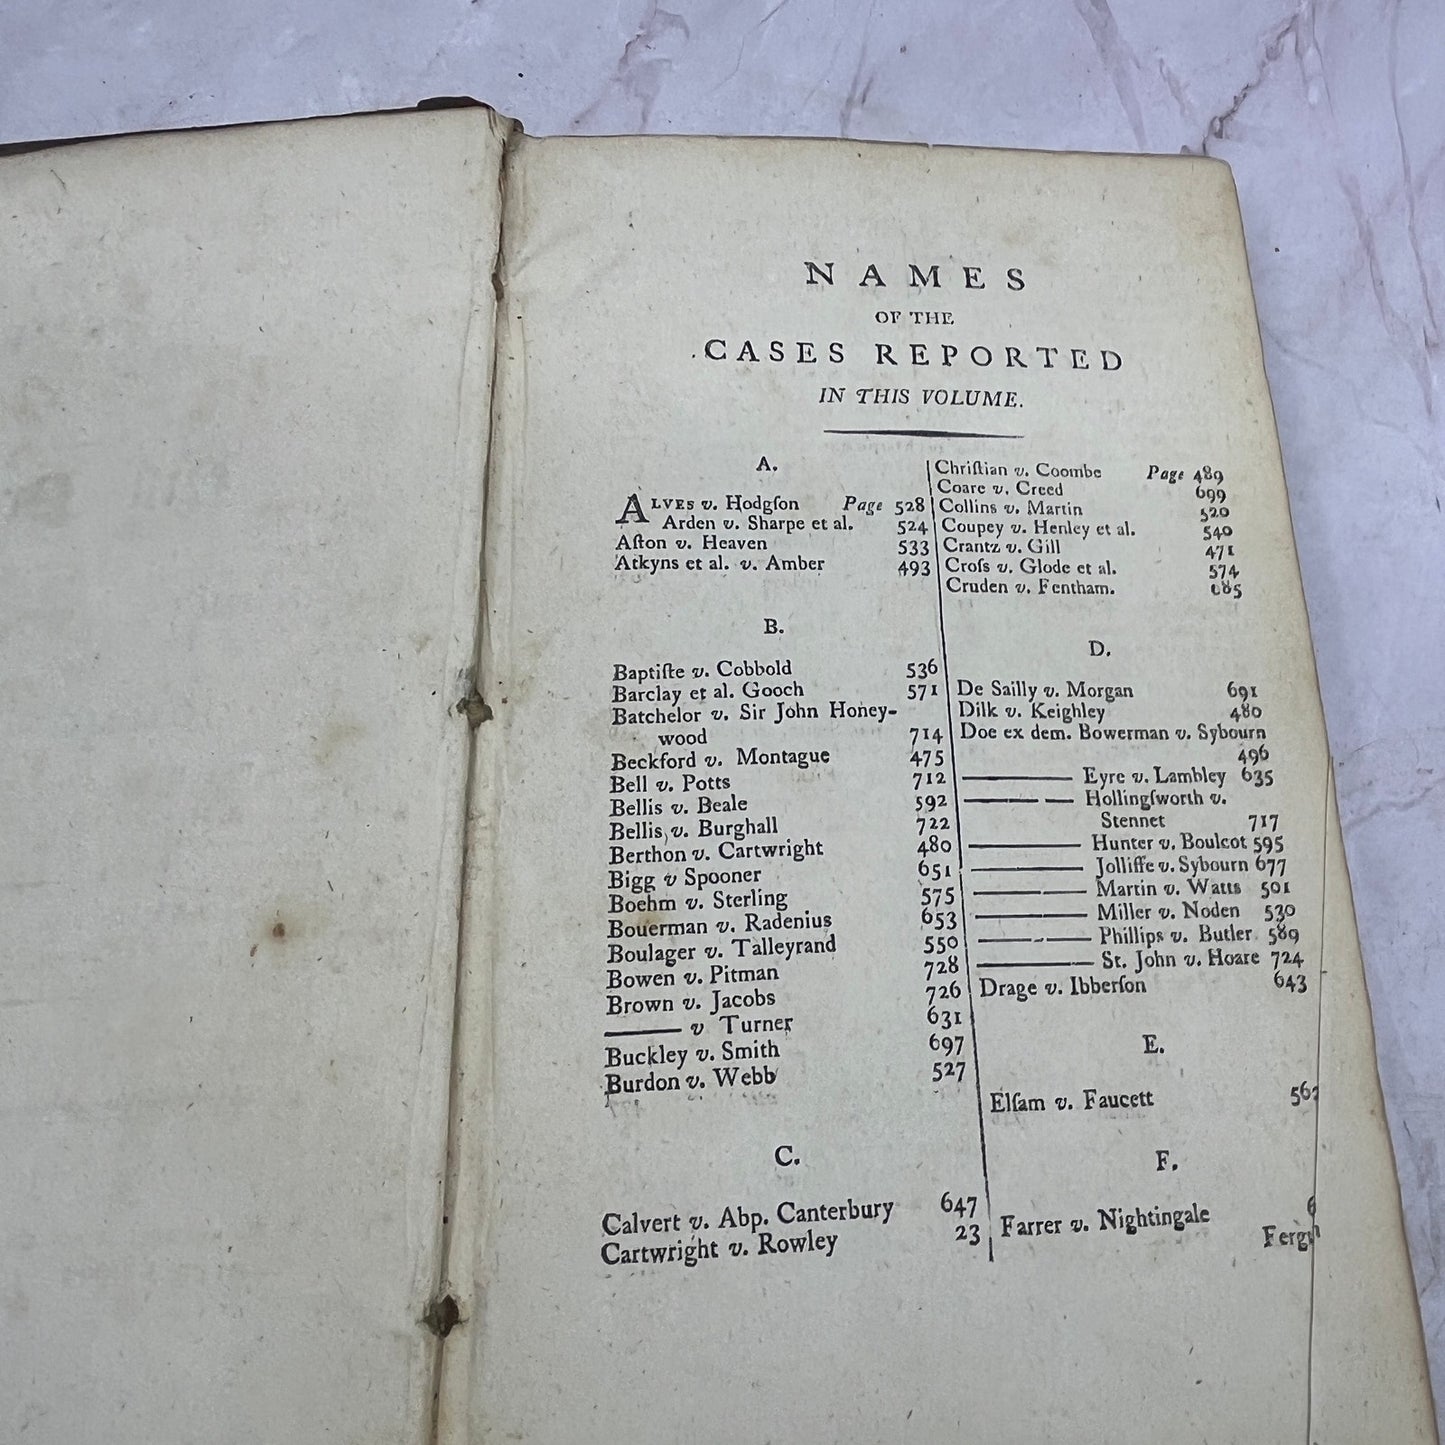 NAMES
OF THE
CASES REPORTED
IN THIS VOLUME.
A.
ALVES v. Hodgſon Page 528
Arden v. Sharpe et al. 524
Aſton v. Heaven 533
Atkyns et al. v. Amber 493
B.
Baptiſte v. Cobbold 536
Barclay et al. Gooch 571
Batchelor v. Sir John Honey-
wood 714
Beckford v. Montague 475
Bell v. Potts 712
Bellis v. Beale 592
Bellis v. Burghall 722
Berthon v. Cartwright 480
Bigg v Spooner 651
Boehm v. Sterling 575
Bouerman v. Radenius 653
Boulager v. Talleyrand 550
Bowen v. Pitman 728
Brown v. Jacobs 726
——— v Turner 631
Buckley v. Smith 697
Burdon v. Webb 527
C.
Calvert v. Abp. Canterbury 647
Cartwright v. Rowley 23
Chriſtian v. Coombe Page 489
Coare v. Creed 699
Collins v. Martin 520
Coupey v. Henley et al. 540
Crantz v. Gill 471
Croſs v. Glode et al. 574
Cruden v. Fentham. 685
D.
De Sailly v. Morgan 691
Dilk v. Keighley 480
Doe ex dem. Bowerman v. Sybourn
496
——— Eyre v. Lambley 635
——— Hollingſworth v.
Stennet 717
——— Hunter v. Boulcot 595
——— Jolliffe v. Sybourn 677
——— Martin v. Watts 501
——— Miller v. Noden 530
——— Phillips v. Butler 589
——— St. John v. Hoare 724
Drage v. Ibberſon 643
E.
Elſam v. Faucett 562
F.
Farrer v. Nightingale 6